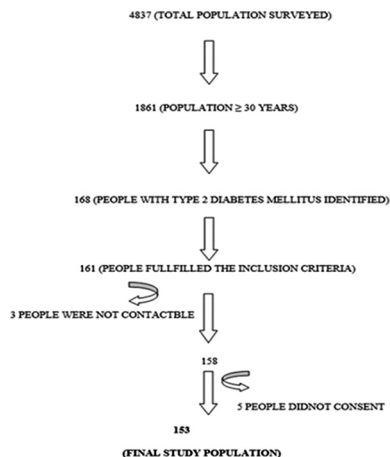 4837 (TOTAL POPULATION SURVEYED)
1861 (POPULATION ≥ 30 YEARS)
168 (PEOPLE WITH TYPE 2 DIABETES MELLITUS IDENTIFIED)
161 (PEOPLE FULLFILLED THE INCLUSION CRITERIA)
3 PEOPLE WERE NOT CONTACTBLE
158
5 PEOPLE DIDNOT CONSENT
153
(FINAL STUDY POPULATION)